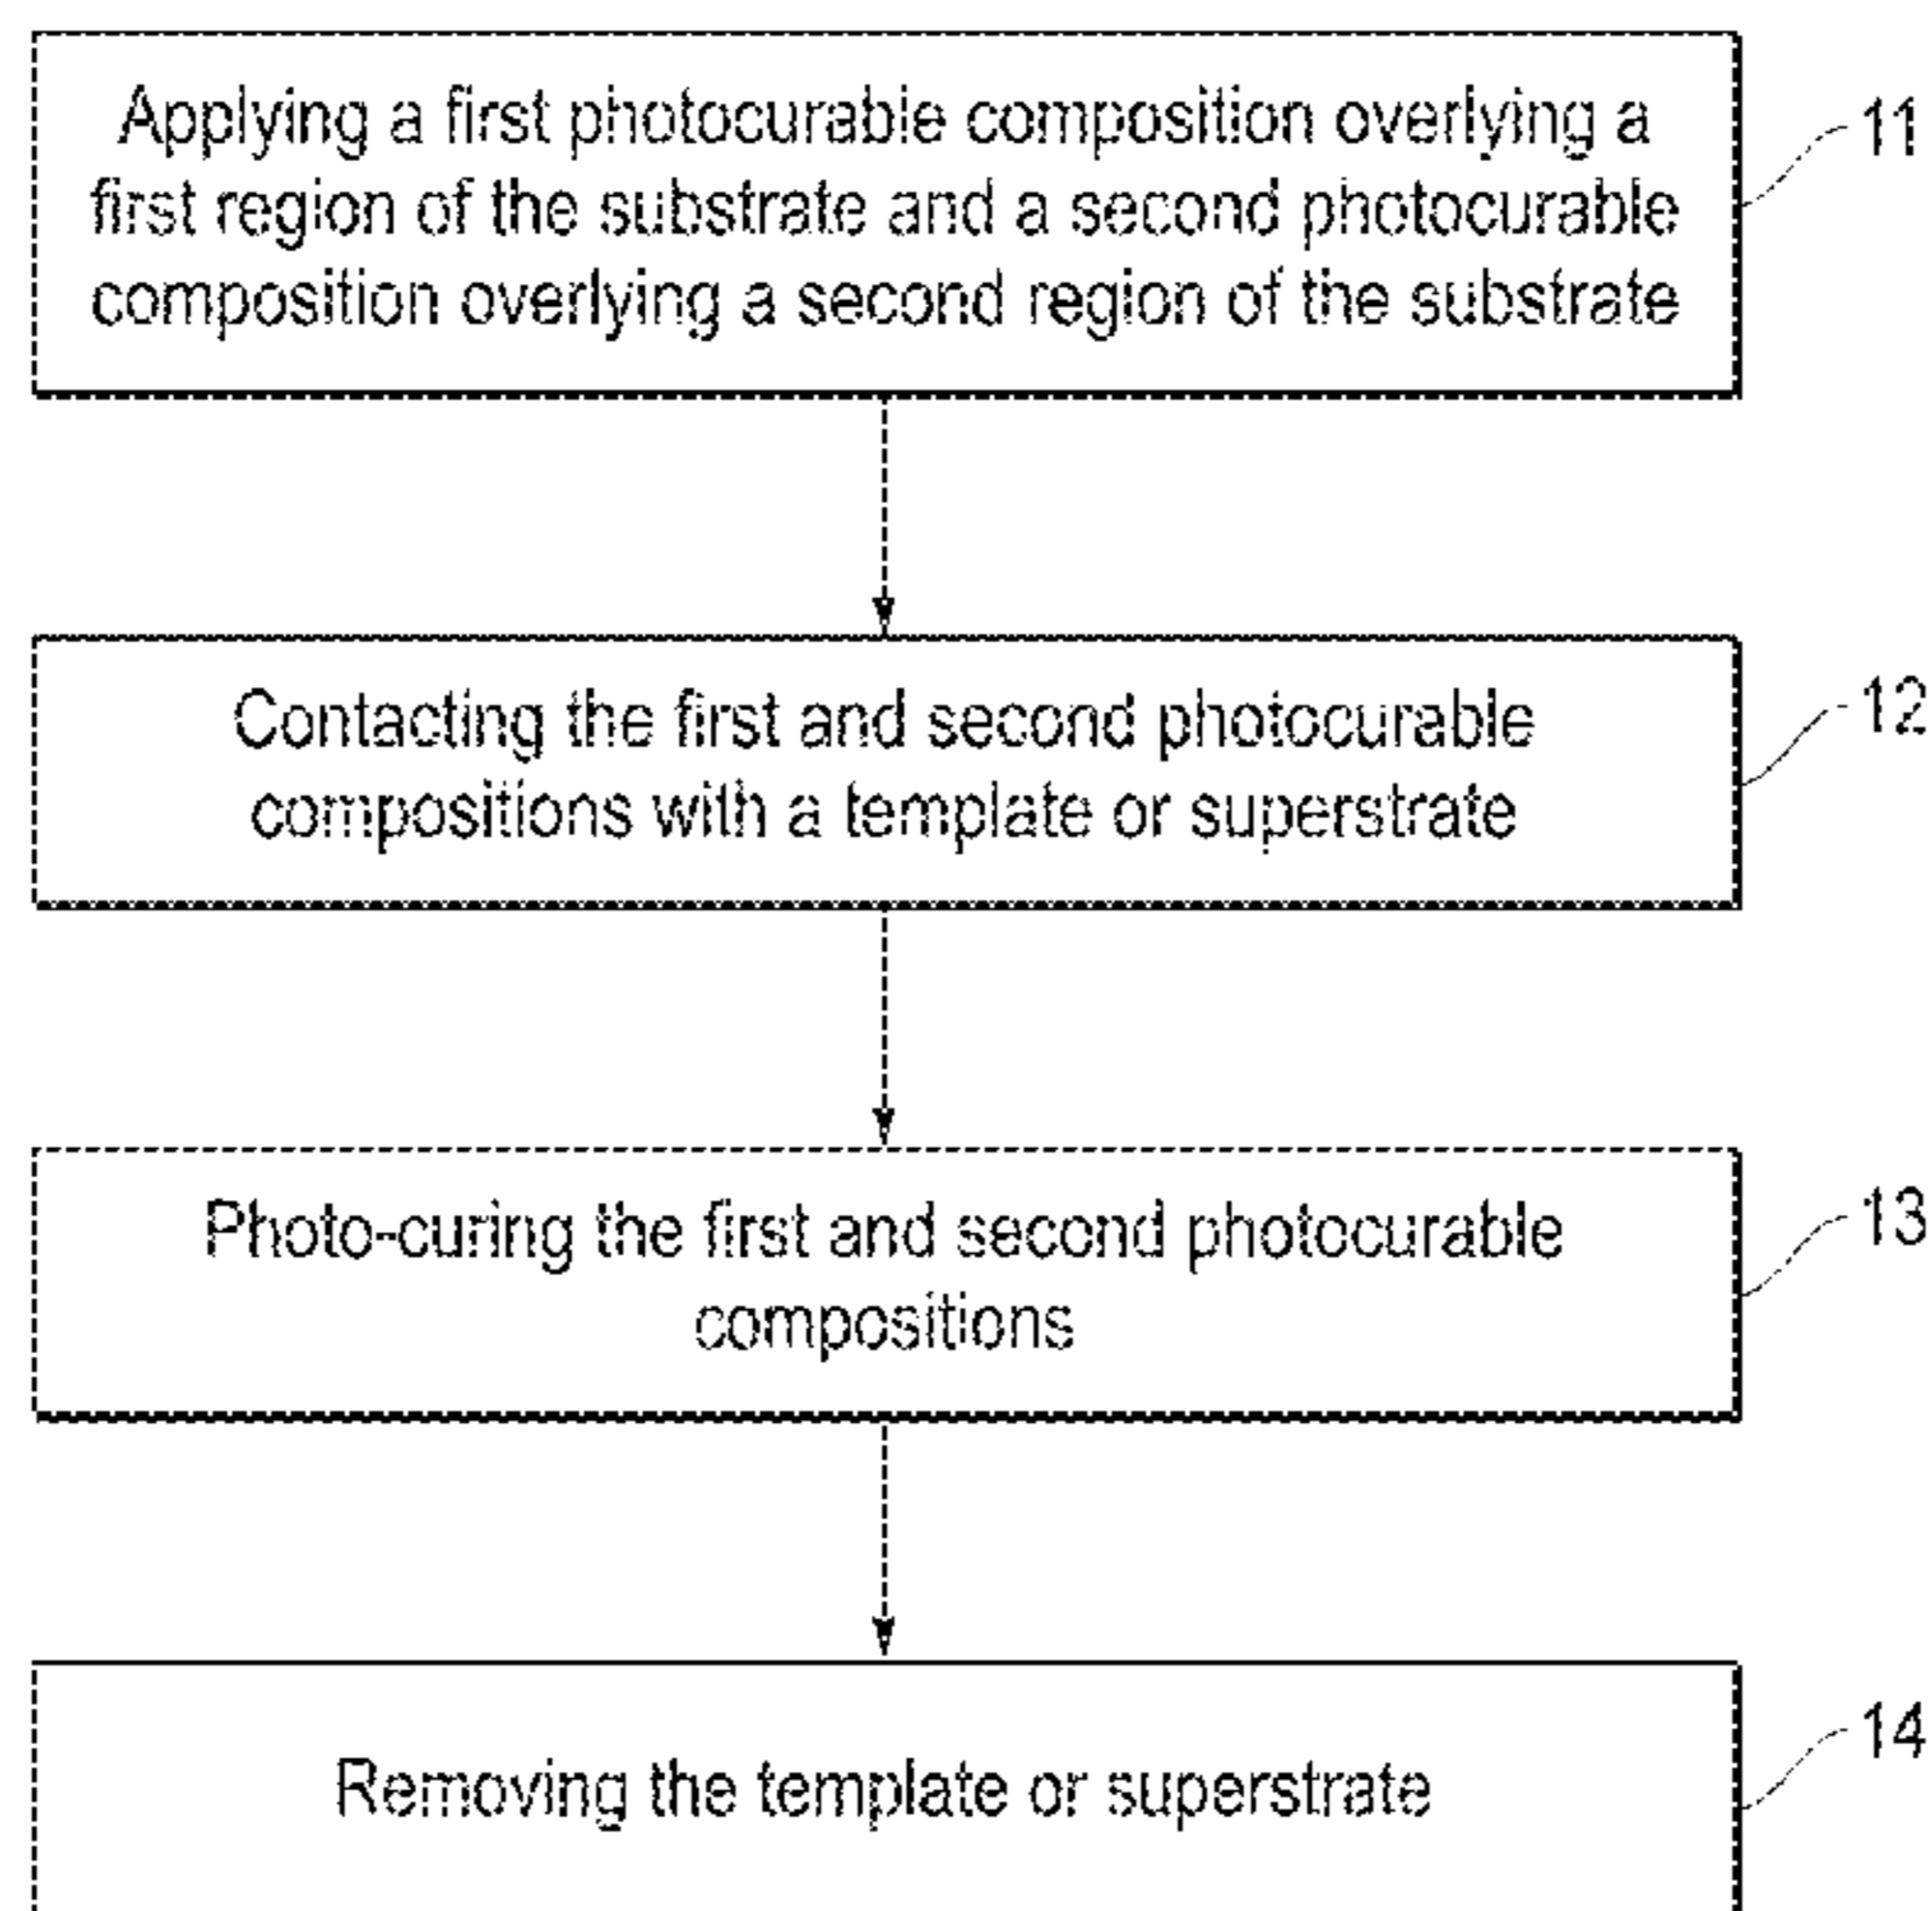 Applying a first photocurable composition overlying a
first region of the substrate and a second photocurable
composition overlying a second region of the substrate
11
Contacting the first and second photocurable
compositions with a template or superstrate
12
Photo-curing the first and second photocurable
compositions
13
Removing the template or superstrate
14